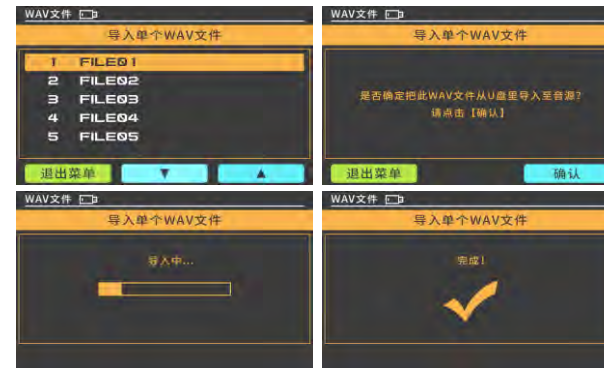 WAV文件
导入单个WAV文件
1 FILE01
2 FILE02
3 FILE03
4 FILE04
5 FILE05
退出菜单 ▼ ▲
WAV文件
导入单个WAV文件
是否确定把此WAV文件从U盘里导入至音源?
请点击【确认】
退出菜单 确认
WAV文件
导入单个WAV文件
导入中...
WAV文件
导入单个WAV文件
完成!